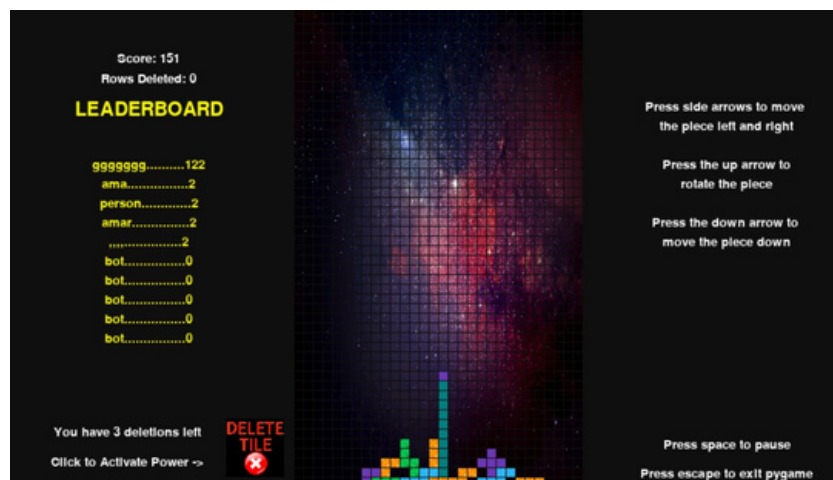 Score: 151
Rows Deleted: 0
LEADERBOARD
ggggggg..........122
ama...............2
person............2
amar..............2
,,,,.................2
bot................0
bot................0
bot................0
bot................0
bot................0
You have 3 deletions left
Click to Activate Power ->
DELETE
TILE
Press side arrows to move
the piece left and right
Press the up arrow to
rotate the piece
Press the down arrow to
move the piece down
Press space to pause
Press escape to exit pygame